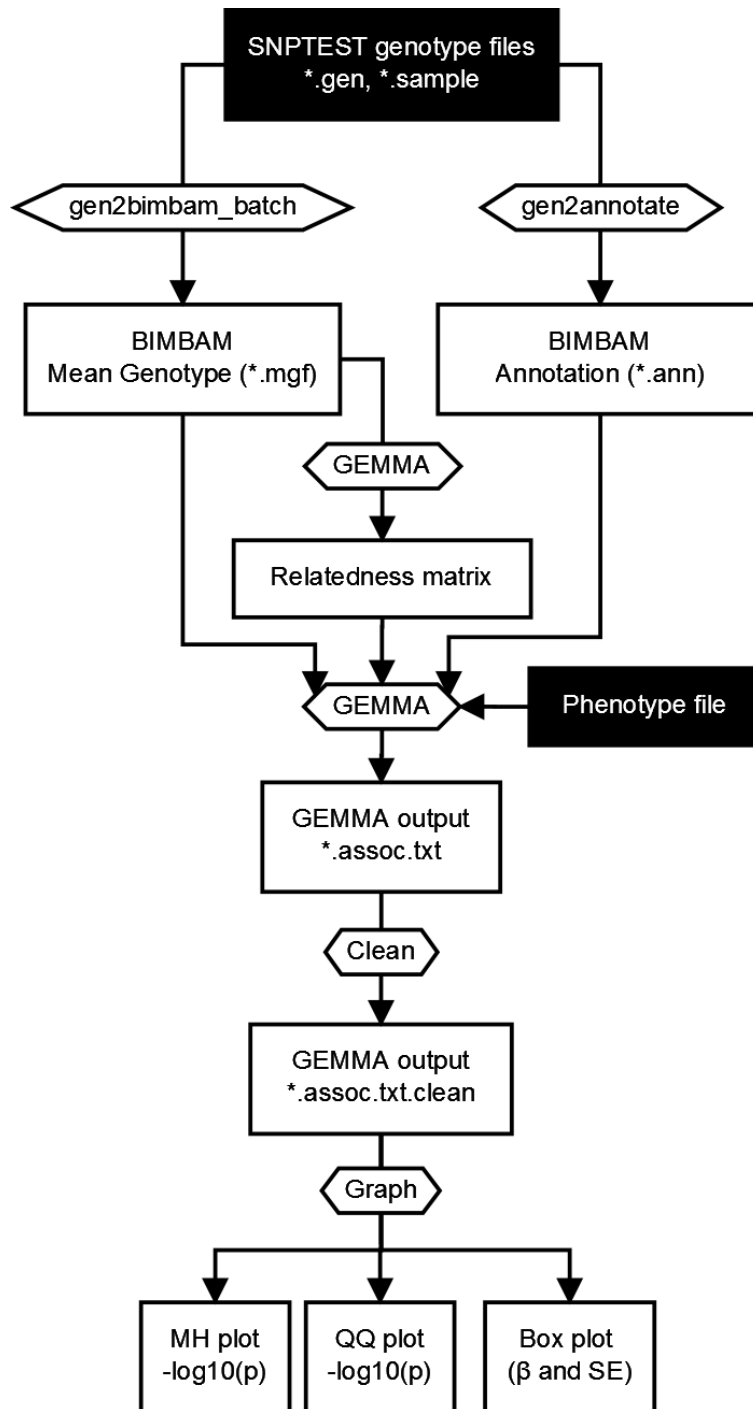 SNPTEST genotype files
*.gen, *.sample
gen2bimbam_batch
gen2annotate
BIMBAM
Mean Genotype (*.mgf)
BIMBAM
Annotation (*.ann)
GEMMA
Relatedness matrix
GEMMA
Phenotype file
GEMMA output
*.assoc.txt
Clean
GEMMA output
*.assoc.txt.clean
Graph
MH plot
-log10(p)
QQ plot
-log10(p)
Box plot
(β and SE)